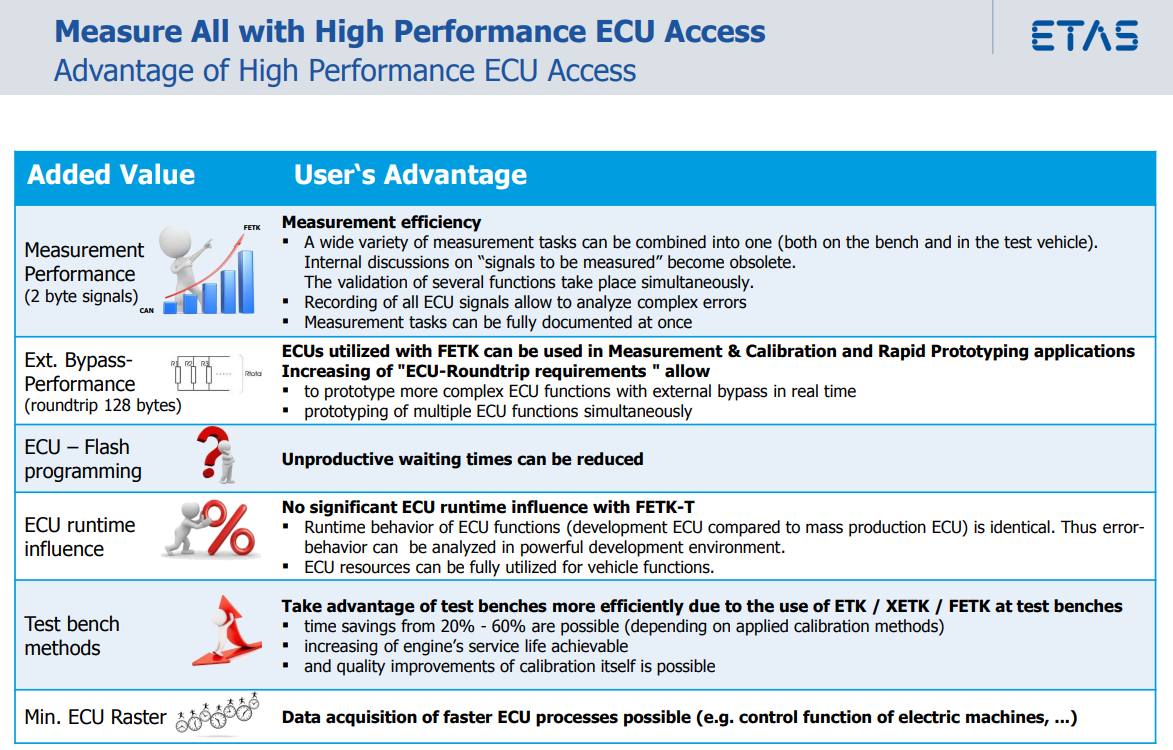 Measure All with High Performance ECU Access
Advantage of High Performance ECU Access
ETAS
Added Value
User‛s Advantage
Measurement
Performance
(2 byte signals)
FETK
CAN
Measurement efficiency
▪ A wide variety of measurement tasks can be combined into one (both on the bench and in the test vehicle).
Internal discussions on “signals to be measured” become obsolete.
The validation of several functions take place simultaneously.
▪ Recording of all ECU signals allow to analyze complex errors
▪ Measurement tasks can be fully documented at once
Ext. Bypass-
Performance
(roundtrip 128 bytes)
R1 R2 R3 Rtotal
ECUs utilized with FETK can be used in Measurement & Calibration and Rapid Prototyping applications
Increasing of "ECU-Roundtrip requirements " allow
▪ to prototype more complex ECU functions with external bypass in real time
▪ prototyping of multiple ECU functions simultaneously
ECU – Flash
programming
?
Unproductive waiting times can be reduced
ECU runtime
influence
%
No significant ECU runtime influence with FETK-T
▪ Runtime behavior of ECU functions (development ECU compared to mass production ECU) is identical. Thus error-
behavior can  be analyzed in powerful development environment.
▪ ECU resources can be fully utilized for vehicle functions.
Test bench
methods
Take advantage of test benches more efficiently due to the use of ETK / XETK / FETK at test benches
▪ time savings from 20% - 60% are possible (depending on applied calibration methods)
▪ increasing of engine’s service life achievable
▪ and quality improvements of calibration itself is possible
Min. ECU Raster
Data acquisition of faster ECU processes possible (e.g. control function of electric machines, ...)